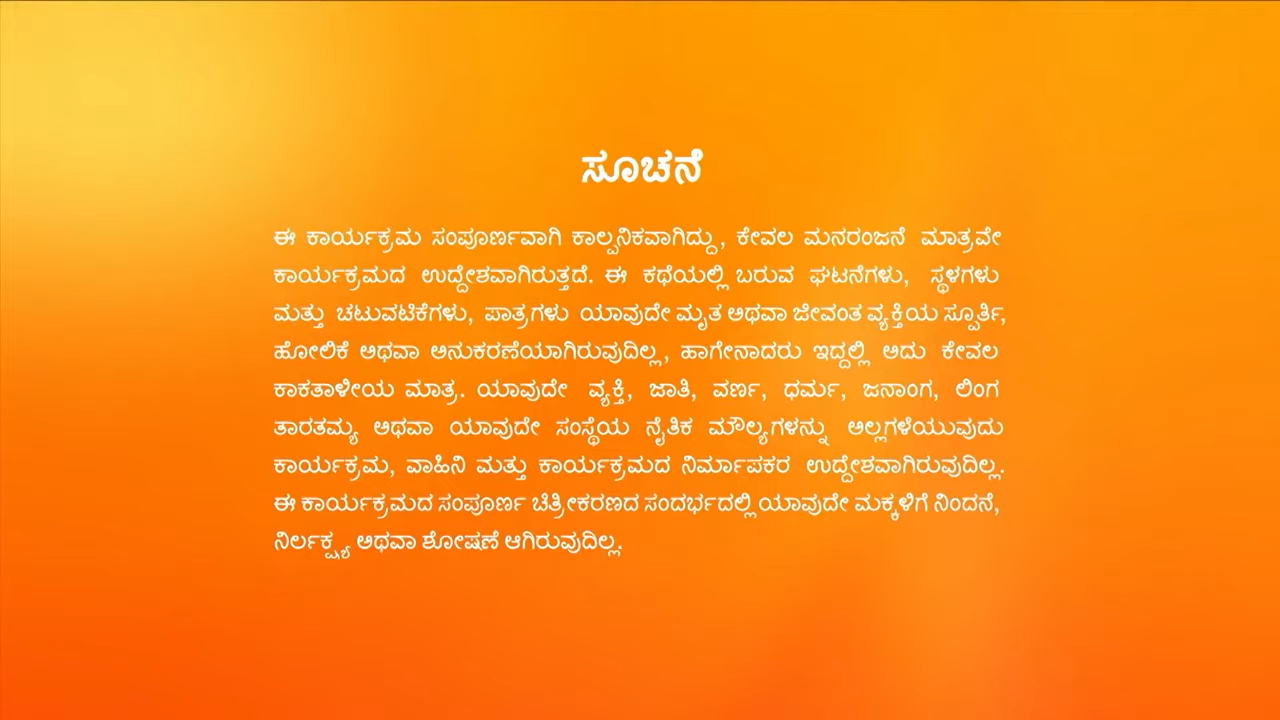 ಸೂಚನೆ
ಈ ಕಾರ್ಯಕ್ರಮ ಸಂಪೂರ್ಣವಾಗಿ ಕಾಲ್ಪನಿಕವಾಗಿದ್ದು, ಕೇವಲ ಮನರಂಜನೆ ಮಾತ್ರವೇ
ಕಾರ್ಯಕ್ರಮದ ಉದ್ದೇಶವಾಗಿರುತ್ತದೆ. ಈ ಕಥೆಯಲ್ಲಿ ಬರುವ ಘಟನೆಗಳು, ಸ್ಥಳಗಳು
ಮತ್ತು ಚಟುವಟಿಕೆಗಳು, ಪಾತ್ರಗಳು ಯಾವುದೇ ಮೃತ ಅಥವಾ ಜೀವಂತ ವ್ಯಕ್ತಿಯ ಸ್ಪೂರ್ತಿ,
ಹೋಲಿಕೆ ಅಥವಾ ಅನುಕರಣೆಯಾಗಿರುವುದಿಲ್ಲ, ಹಾಗೇನಾದರು ಇದ್ದಲ್ಲಿ ಅದು ಕೇವಲ
ಕಾಕತಾಳೀಯ ಮಾತ್ರ. ಯಾವುದೇ ವ್ಯಕ್ತಿ, ಜಾತಿ, ವರ್ಣ, ಧರ್ಮ, ಜನಾಂಗ, ಲಿಂಗ
ತಾರತಮ್ಯ ಅಥವಾ ಯಾವುದೇ ಸಂಸ್ಥೆಯ ನೈತಿಕ ಮೌಲ್ಯಗಳನ್ನು ಅಲ್ಲಗಳೆಯುವುದು
ಕಾರ್ಯಕ್ರಮ, ವಾಹಿನಿ ಮತ್ತು ಕಾರ್ಯಕ್ರಮದ ನಿರ್ಮಾಪಕರ ಉದ್ದೇಶವಾಗಿರುವುದಿಲ್ಲ.
ಈ ಕಾರ್ಯಕ್ರಮದ ಸಂಪೂರ್ಣ ಚಿತ್ರೀಕರಣದ ಸಂದರ್ಭದಲ್ಲಿ ಯಾವುದೇ ಮಕ್ಕಳಿಗೆ ನಿಂದನೆ,
ನಿರ್ಲಕ್ಷ್ಯ ಅಥವಾ ಶೋಷಣೆ ಆಗಿರುವುದಿಲ್ಲ.